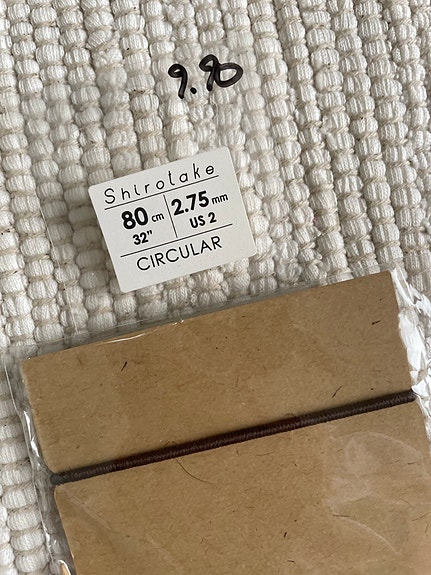 9.90
Shirotake
80 cm 2.75 mm
32" US 2
CIRCULAR